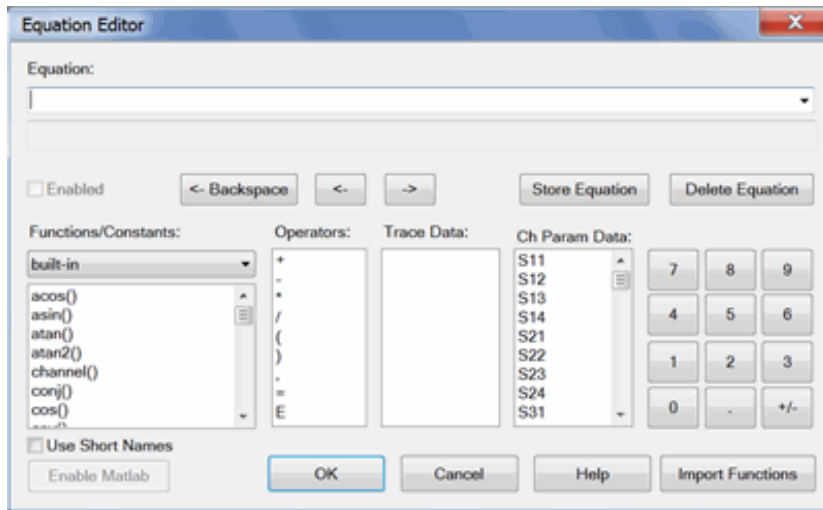 Equation Editor
X
Equation:
Enabled
<- Backspace
<-
->
Store Equation
Delete Equation
Functions/Constants:
Operators:
Trace Data:
Ch Param Data:
built-in
acos()
asin()
atan()
atan2()
channel()
conj()
cos()
+
-
*
/
(
)
,
=
E
S11
S12
S13
S14
S21
S22
S23
S24
S31
7 8 9
4 5 6
1 2 3
0 . +/-
Use Short Names
Enable Matlab
OK
Cancel
Help
Import Functions